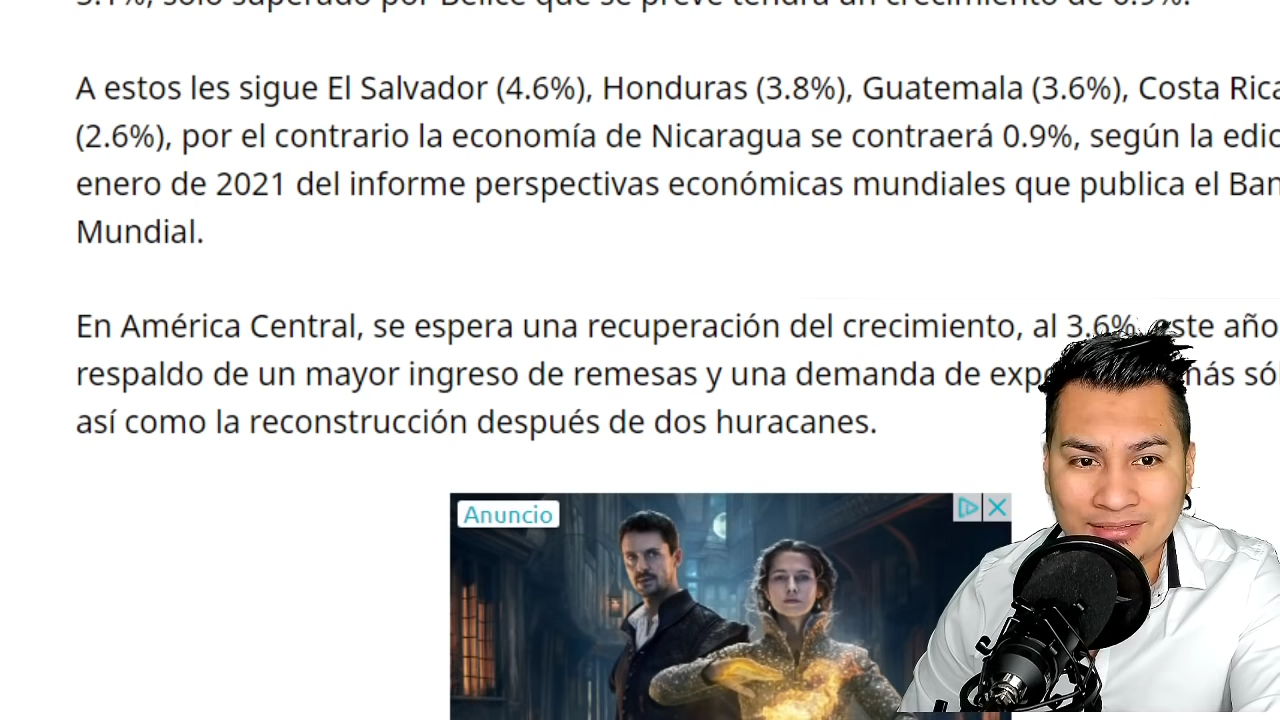 A estos les sigue El Salvador (4.6%), Honduras (3.8%), Guatemala (3.6%), Costa Rica
(2.6%), por el contrario la economía de Nicaragua se contraerá 0.9%, según la
enero de 2021 del informe perspectivas económicas mundiales que publica el
Mundial.
En América Central, se espera una recuperación del crecimiento, al 3.6% este año
respaldo de un mayor ingreso de remesas y una demanda de
así como la reconstrucción después de dos huracanes.
Anuncio